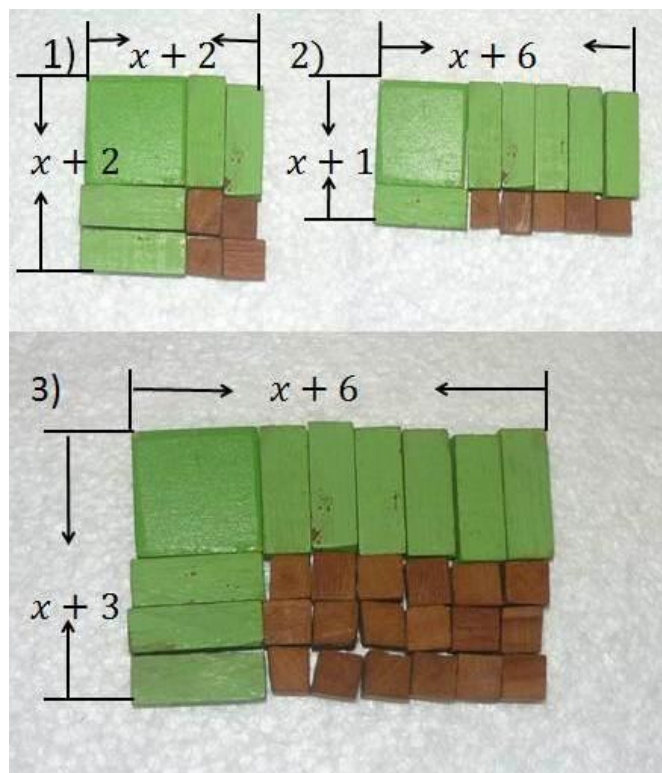 1) x + 2
x + 2
2) x + 6
x + 1
3) x + 6
x + 3